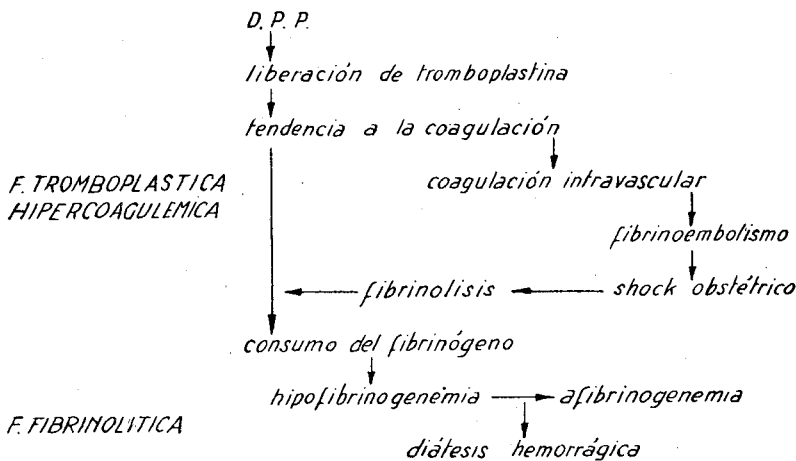 D. P. P.
liberación de tromboplastina
tendencia a la coagulación
F. TROMBOPLASTICA
HIPERCOAGULEMICA
coagulación intravascular
fibrinoembolismo
fibrinolisis
shock obstétrico
consumo del fibrinógeno
hipofibrinogenémia
afibrinogenemia
F. FIBRINOLITICA
diátesis hemorrágica